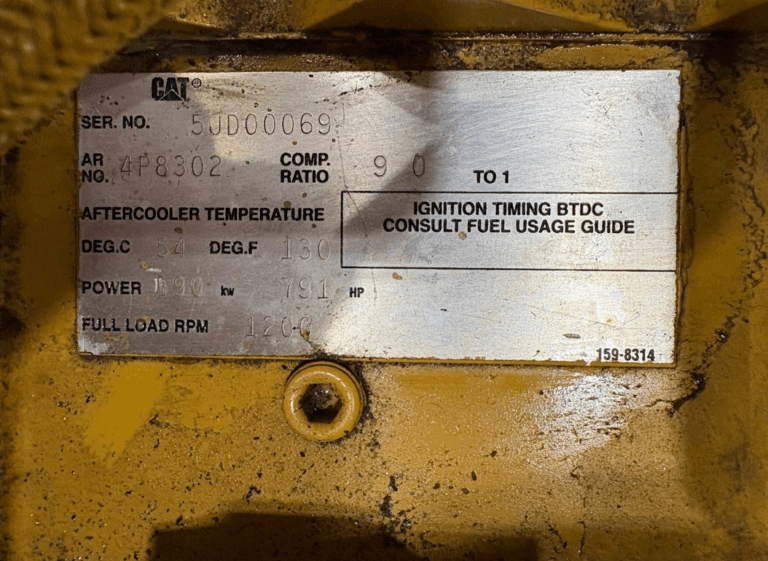 CAT®
SER. NO. 5JD00069
AR NO. 4P8302 COMP. RATIO 9 0 TO 1
AFTERCOOLER TEMPERATURE
DEG.C 54 DEG.F 130
POWER kw 791 HP
FULL LOAD RPM 1200
IGNITION TIMING BTDC
CONSULT FUEL USAGE GUIDE
159-8314